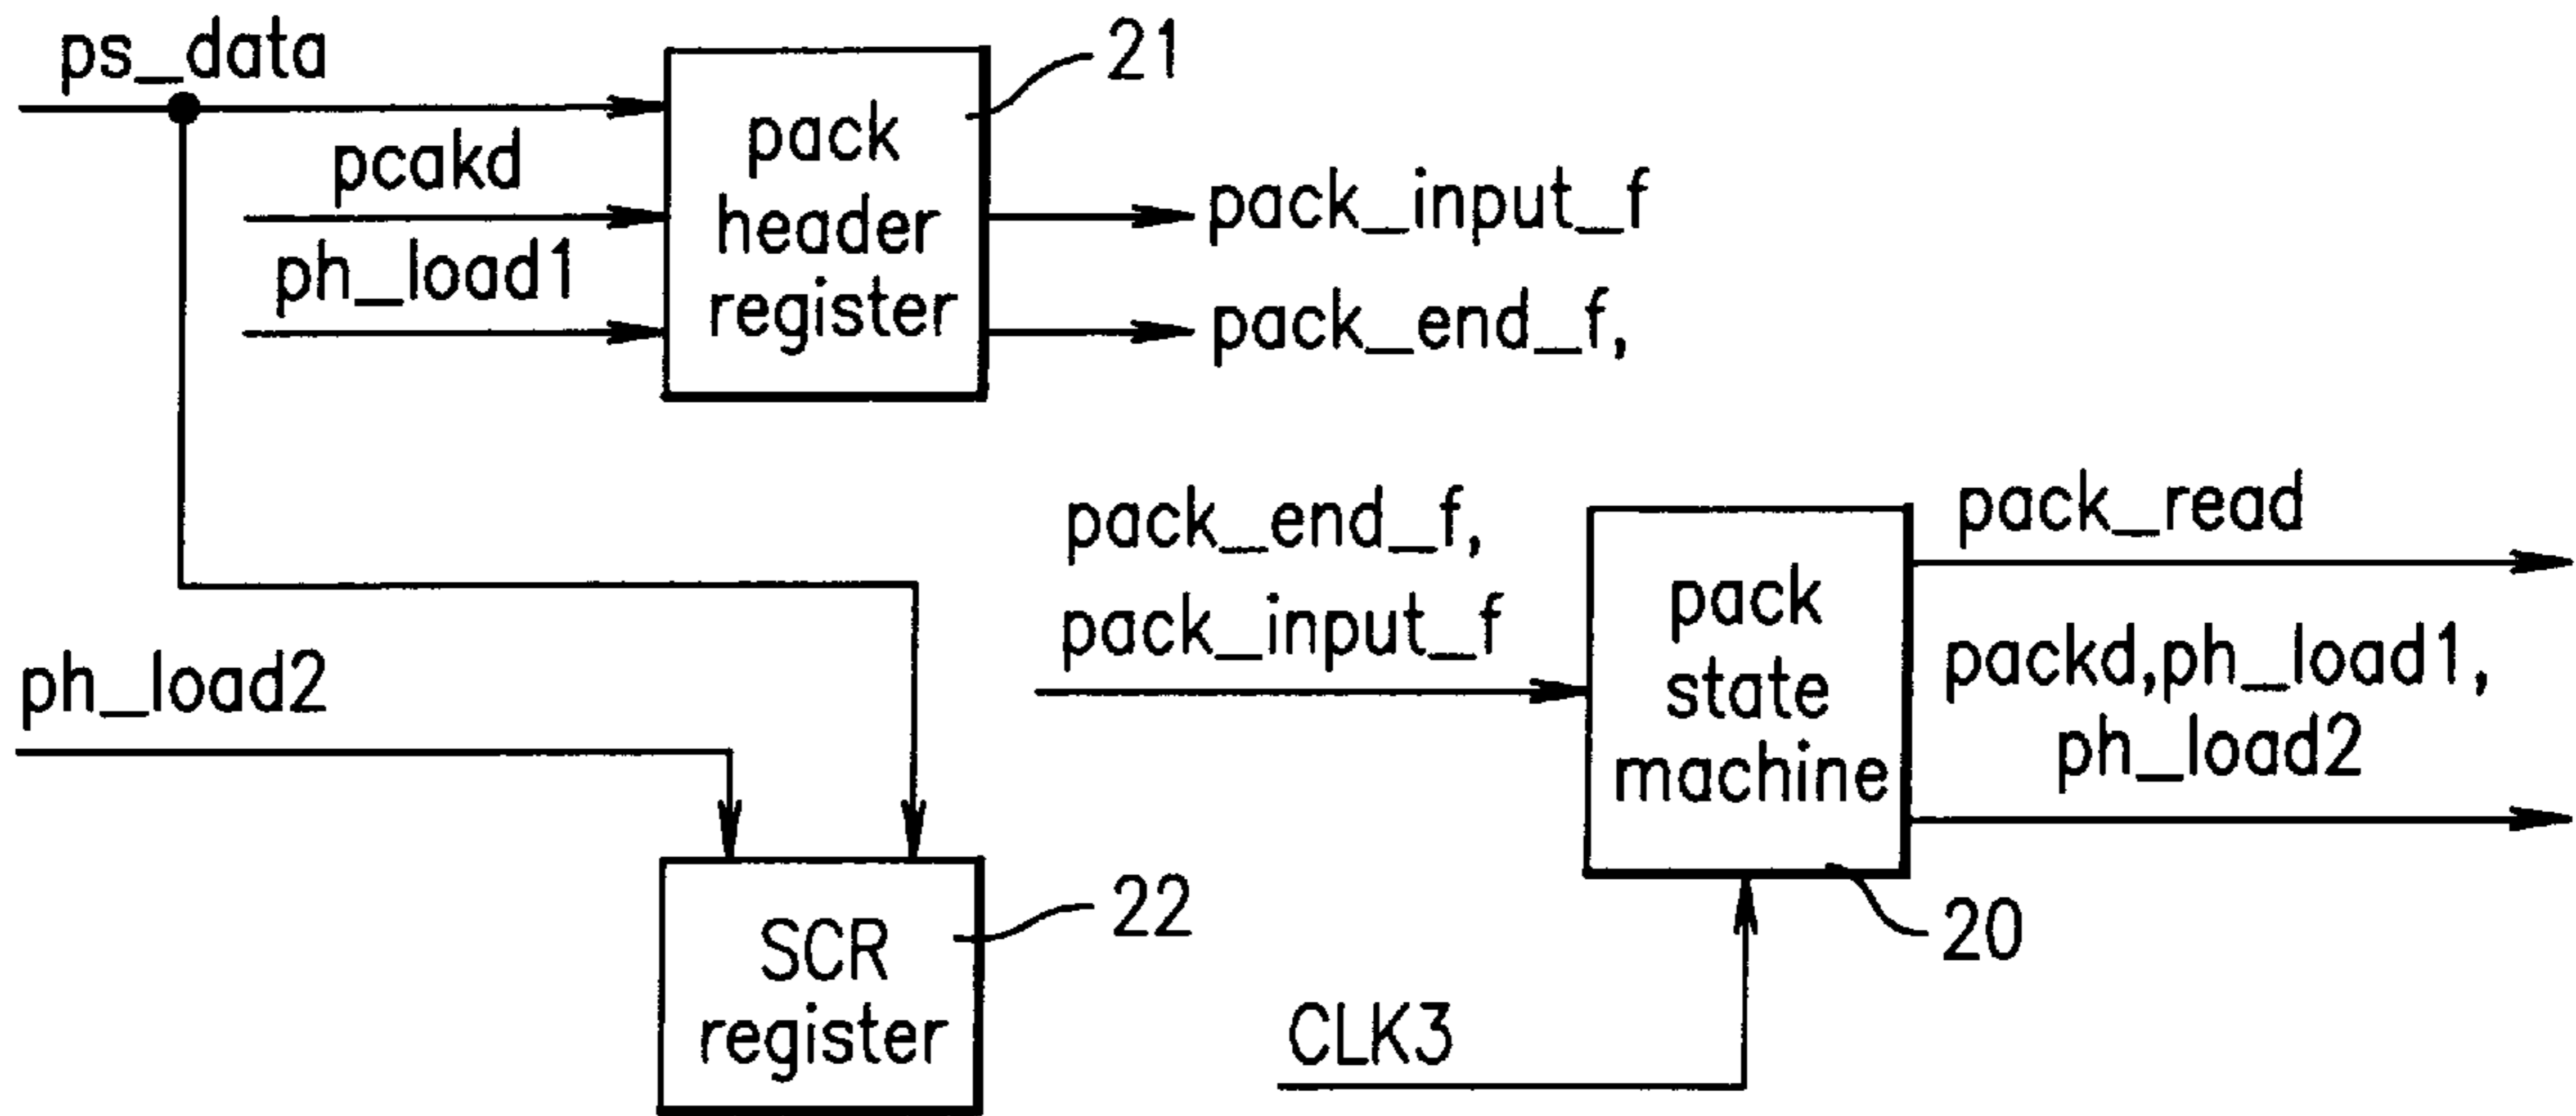 ps_data
21
pack
header
register
pcakd
ph_load1
pack_input_f
pack_end_f,
pack_end_f,
pack_input_f
pack
state
machine
pack_read
packd,ph_load1,
ph_load2
ph_load2
22
SCR
register
20
CLK3